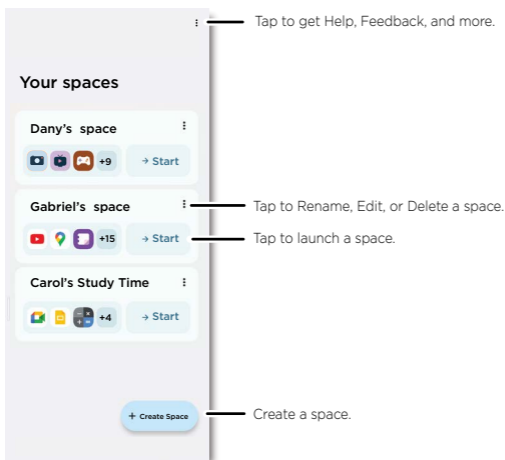 Tap to get Help, Feedback, and more.
Your spaces
Dany's space
+9
→ Start
Gabriel's space
Tap to Rename, Edit, or Delete a space.
+15
→ Start
Tap to launch a space.
Carol's Study Time
+4
→ Start
+ Create Space
Create a space.